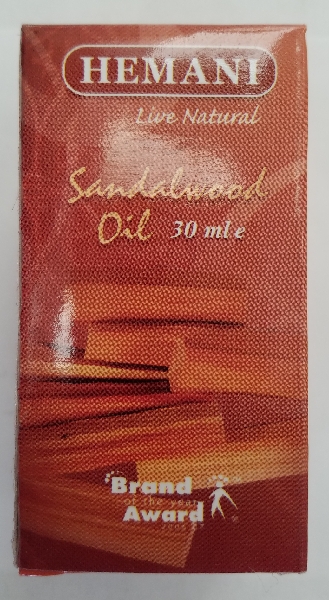 HEMANI
Live Natural
Sandalwood
Oil 30 ml e
Brand
of the year
Award